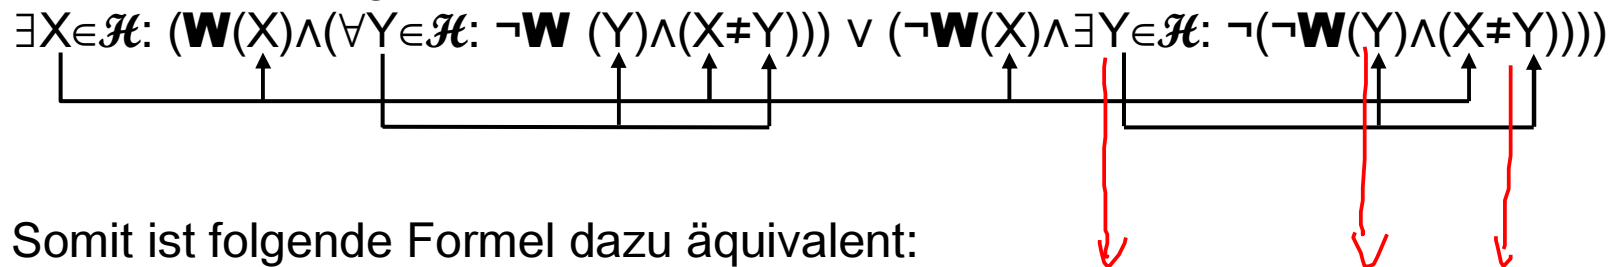 ∃X∈ℋ: (W(X)∧(∀Y∈ℋ: ¬W (Y)∧(X≠Y))) ∨ (¬W(X)∧∃Y∈ℋ: ¬(¬W(Y)∧(X≠Y))))
Somit ist folgende Formel dazu äquivalent: